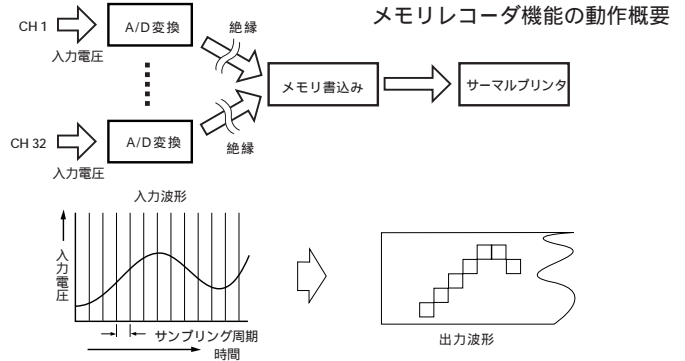 メモリレコーダ機能の動作概要
CH 1
A/D変換
絶縁
入力電圧
メモリ書込み
サーマルプリンタ
CH 32
A/D変換
絶縁
入力電圧
入力波形
入力電圧
サンプリング周期
時間
出力波形